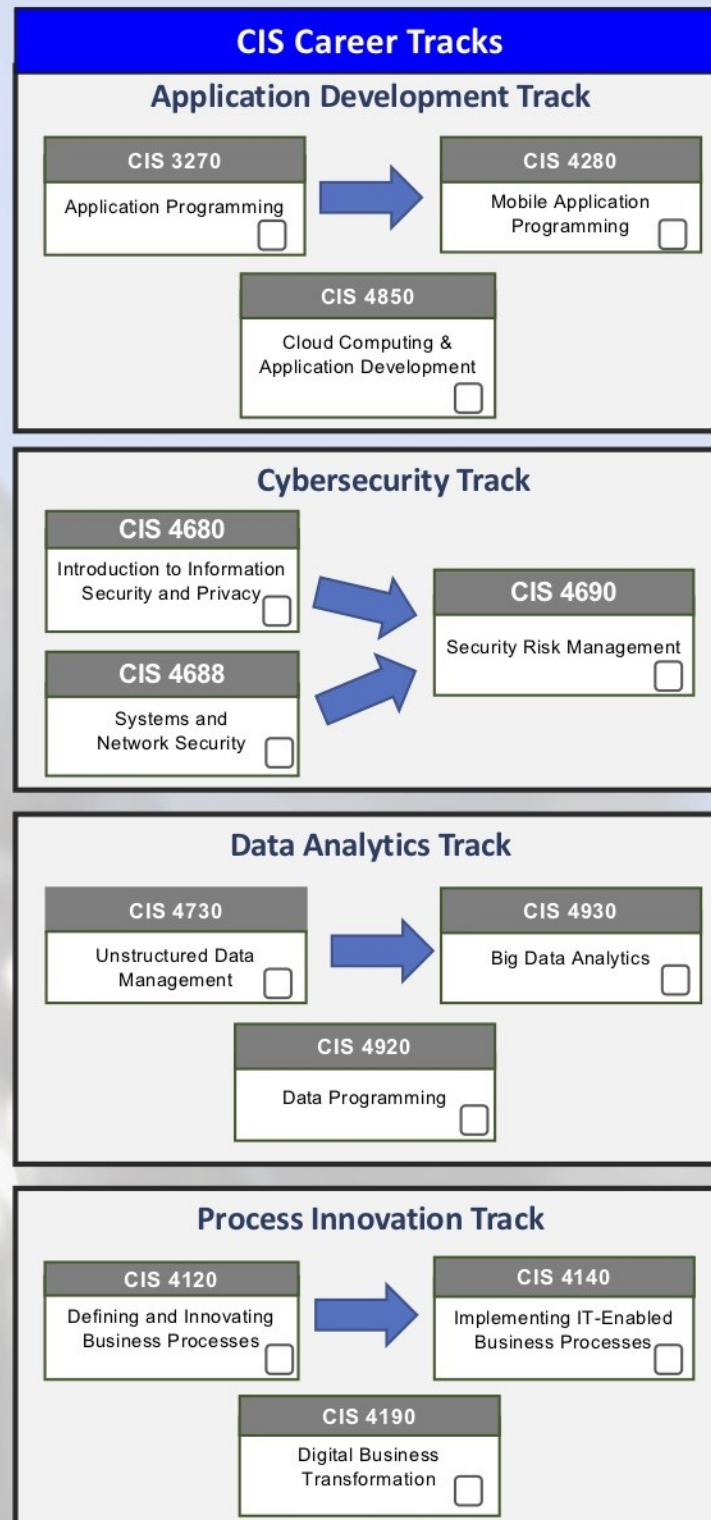 CIS Career Tracks
Application Development Track
CIS 3270
Application Programming
CIS 4280
Mobile Application
Programming
CIS 4850
Cloud Computing &
Application Development
Cybersecurity Track
CIS 4680
Introduction to Information
Security and Privacy
CIS 4688
Systems and
Network Security
CIS 4690
Security Risk Management
Data Analytics Track
CIS 4730
Unstructured Data
Management
CIS 4930
Big Data Analytics
CIS 4920
Data Programming
Process Innovation Track
CIS 4120
Defining and Innovating
Business Processes
CIS 4140
Implementing IT-Enabled
Business Processes
CIS 4190
Digital Business
Transformation